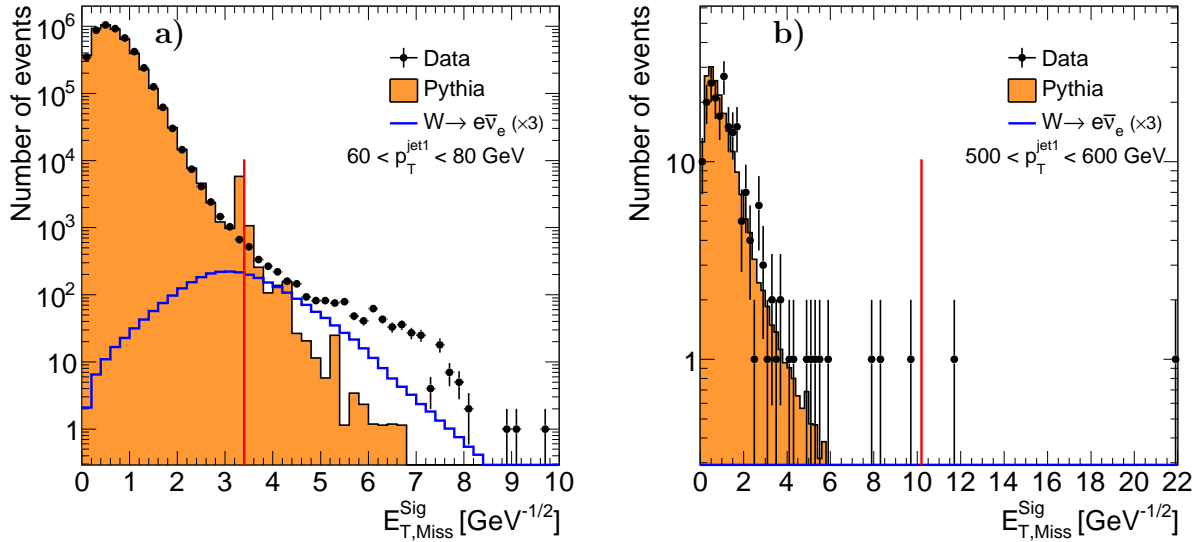 a)
Number of events
10^6
10^5
10^4
10^3
10^2
10
1
Data
Pythia
W→ eν̅_e (×3)
60 < p_T^jet1 < 80 GeV
0 1 2 3 4 5 6 7 8 9 10
E_T,Miss^Sig [GeV^-1/2]
b)
Number of events
10
1
Data
Pythia
W→ eν̅_e (×3)
500 < p_T^jet1 < 600 GeV
0 2 4 6 8 10 12 14 16 18 20 22
E_T,Miss^Sig [GeV^-1/2]